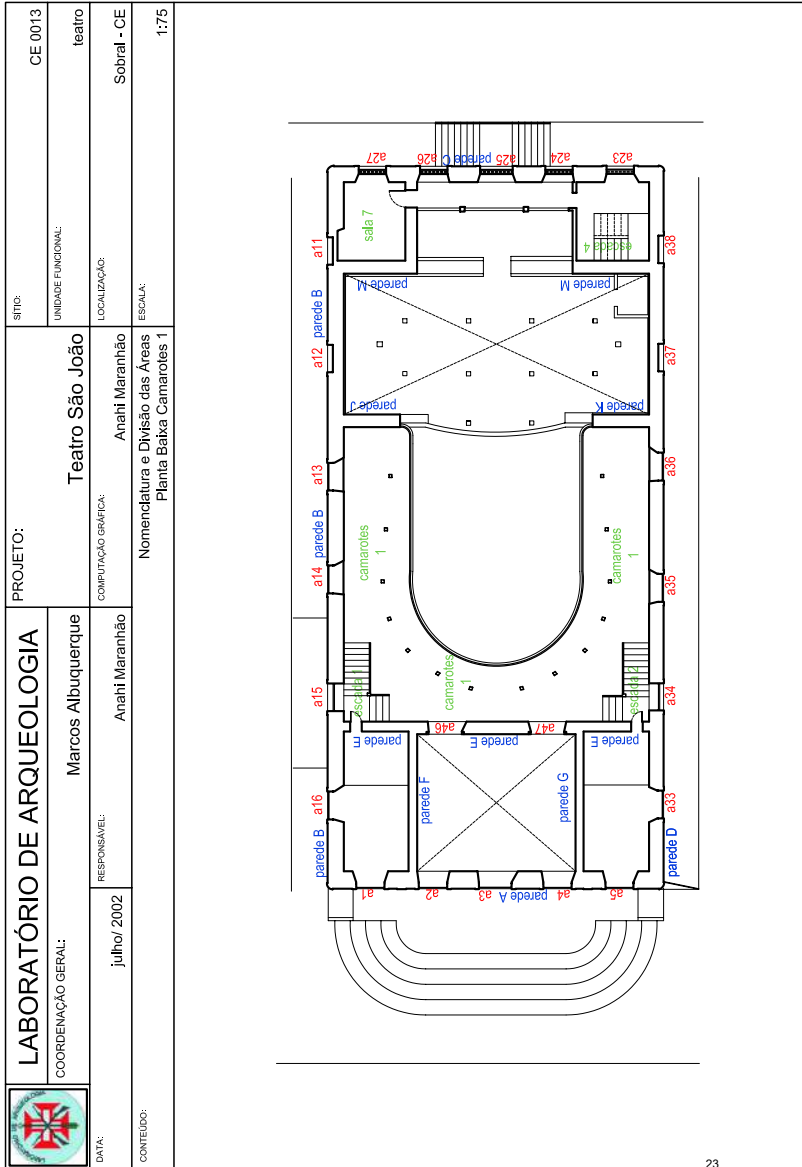 LABORATÓRIO DE ARQUEOLOGIA
COORDENAÇÃO GERAL:
Marcos Albuquerque
DATA:
julho/ 2002
RESPONSÁVEL:
Anahi Maranhão
CONTEÚDO:
Nomenclatura e Divisão das Áreas
Planta Baixa Camarotes 1
PROJETO:
Teatro São João
COMPUTAÇÃO GRÁFICA:
Anahi Maranhão
SÍTIO:
CE 0013
UNIDADE FUNCIONAL:
teatro
LOCALIZAÇÃO:
Sobral - CE
ESCALA:
1:75
a27
a26
parede C
a25
a24
a23
sala 7
escada 4
a11
a38
parede M
parede M
parede B
a12
a37
parede J
parede K
a13
a36
parede B
camarotes
1
camarotes
1
a14
a35
camarotes
1
escada 1
escada 2
a15
a34
a46
a47
parede E
parede E
parede E
parede F
parede G
a16
a33
parede B
parede D
a1
a2
a3
parede A
a4
a5
23